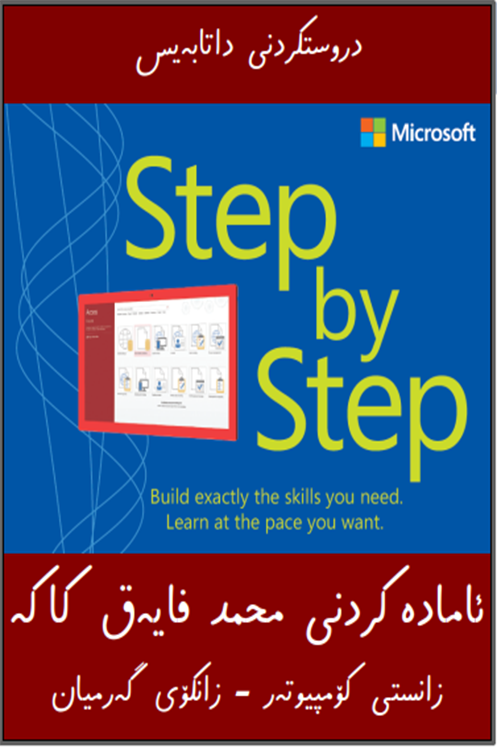 دروستکردنی داتابەیس
Microsoft
Step
by
Step
Access
Build exactly the skills you need.
Learn at the pace you want.
ئامادەکردنی محمد فایەق کاکە
زانستی کۆمپیوتەر - زانکۆی گەرمیان